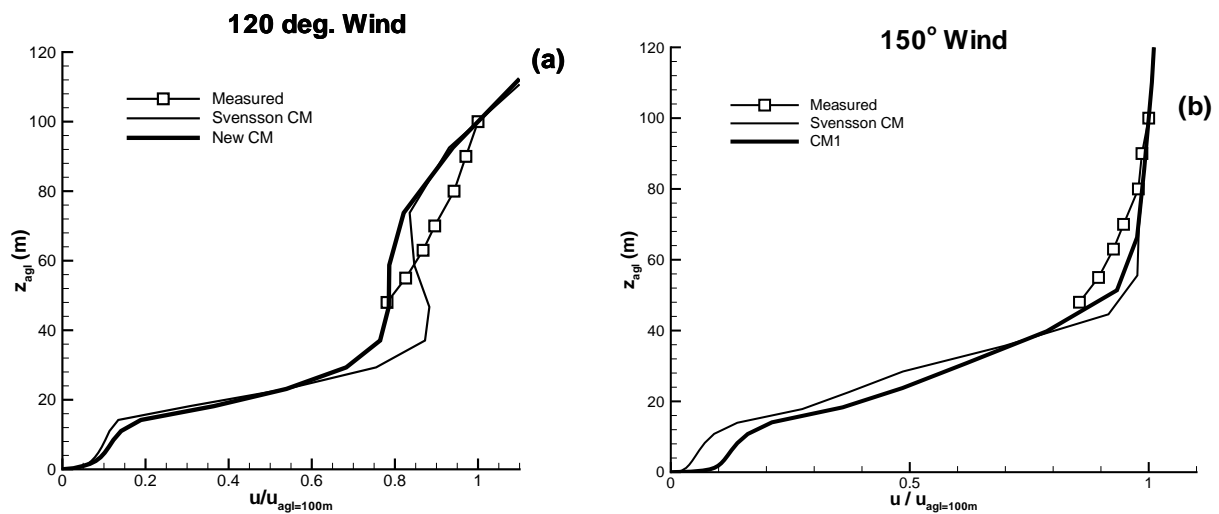 120 deg. Wind
(a)
120
100
80
60
40
20
0
z_agl (m)
Measured
Svensson CM
New CM
0 0.2 0.4 0.6 0.8 1
u/u_agl=100m
150° Wind
(b)
120
100
80
60
40
20
0
z_agl (m)
Measured
Svensson CM
CM1
0 0.5 1
u / u_agl=100m